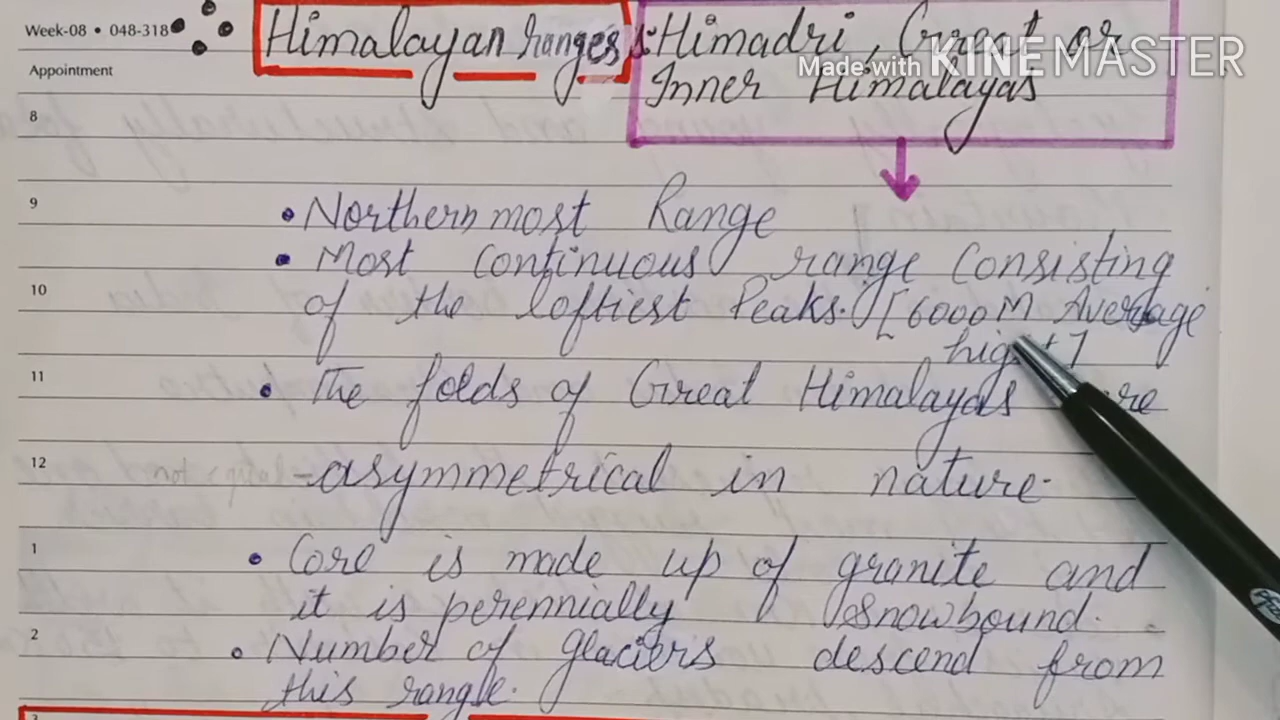 Week-08 • 048-318
Appointment
Himalayan ranges :- Himadri, Great or
Inner Himalayas
Made with KINEMASTER
8
9
• Northern most Range
• Most continuous range consisting
10
of the loftiest Peaks. [6000 M Average
hight]
11
• The folds of Great Himalayas are
12
-asymmetrical in nature.
1
• Core is made up of granite and
it is perennially snowbound.
2
• Number of glaciers descend from
this range.
3